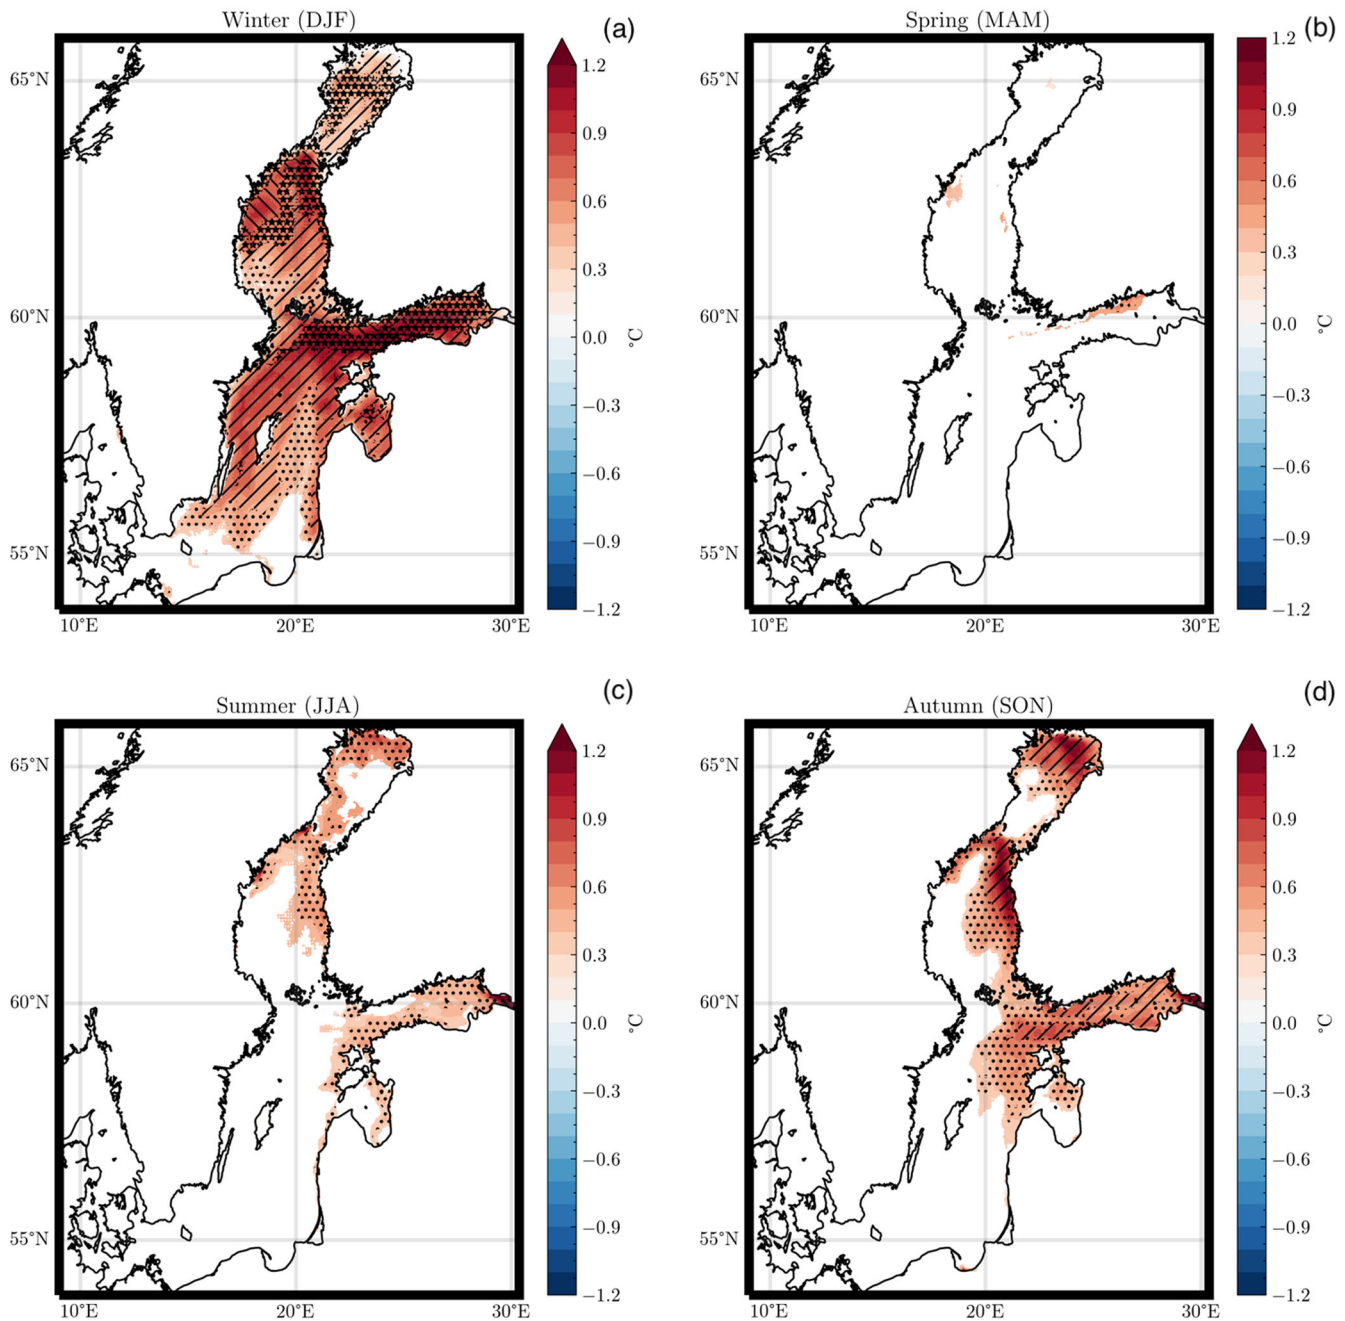 Winter (DJF)
(a)
65°N
60°N
55°N
10°E
20°E
30°E
1.2
0.9
0.6
0.3
0.0
−0.3
−0.6
−0.9
−1.2
°C
Spring (MAM)
(b)
65°N
60°N
55°N
10°E
20°E
30°E
1.2
0.9
0.6
0.3
0.0
−0.3
−0.6
−0.9
−1.2
°C
Summer (JJA)
(c)
65°N
60°N
55°N
10°E
20°E
30°E
1.2
0.9
0.6
0.3
0.0
−0.3
−0.6
−0.9
−1.2
°C
Autumn (SON)
(d)
65°N
60°N
55°N
10°E
20°E
30°E
1.2
0.9
0.6
0.3
0.0
−0.3
−0.6
−0.9
−1.2
°C